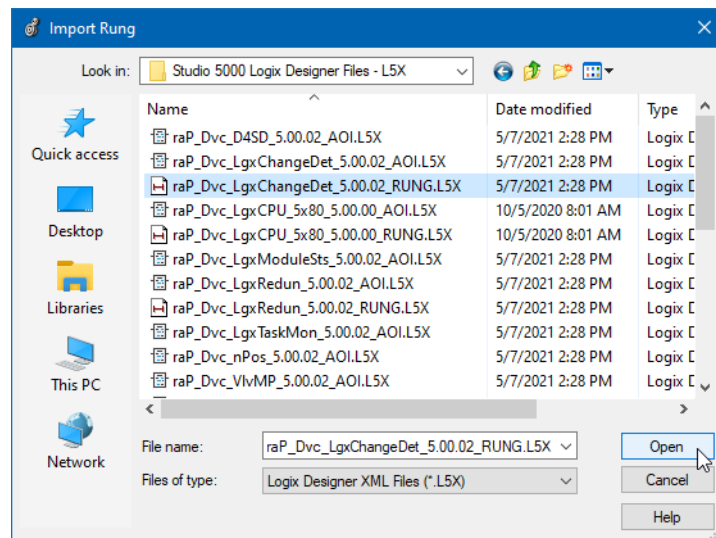 Import Rung
Look in: Studio 5000 Logix Designer Files - L5X
Name Date modified Type
raP_Dvc_D4SD_5.00.02_AOI.L5X 5/7/2021 2:28 PM Logix D
raP_Dvc_LgxChangeDet_5.00.02_AOI.L5X 5/7/2021 2:28 PM Logix D
raP_Dvc_LgxChangeDet_5.00.02_RUNG.L5X 5/7/2021 2:28 PM Logix D
raP_Dvc_LgxCPU_5x80_5.00.00_AOI.L5X 10/5/2020 8:01 AM Logix D
raP_Dvc_LgxCPU_5x80_5.00.00_RUNG.L5X 10/5/2020 8:01 AM Logix D
raP_Dvc_LgxModuleSts_5.00.02_AOI.L5X 5/7/2021 2:28 PM Logix D
raP_Dvc_LgxRedun_5.00.02_AOI.L5X 5/7/2021 2:28 PM Logix D
raP_Dvc_LgxRedun_5.00.02_RUNG.L5X 5/7/2021 2:28 PM Logix D
raP_Dvc_LgxTaskMon_5.00.02_AOI.L5X 5/7/2021 2:28 PM Logix D
raP_Dvc_nPos_5.00.02_AOI.L5X 5/7/2021 2:28 PM Logix D
raP_Dvc_VlvMP_5.00.02_AOI.L5X 5/7/2021 2:28 PM Logix D
Quick access
Desktop
Libraries
This PC
Network
File name: raP_Dvc_LgxChangeDet_5.00.02_RUNG.L5X Open
Files of type: Logix Designer XML Files (*.L5X) Cancel
Help